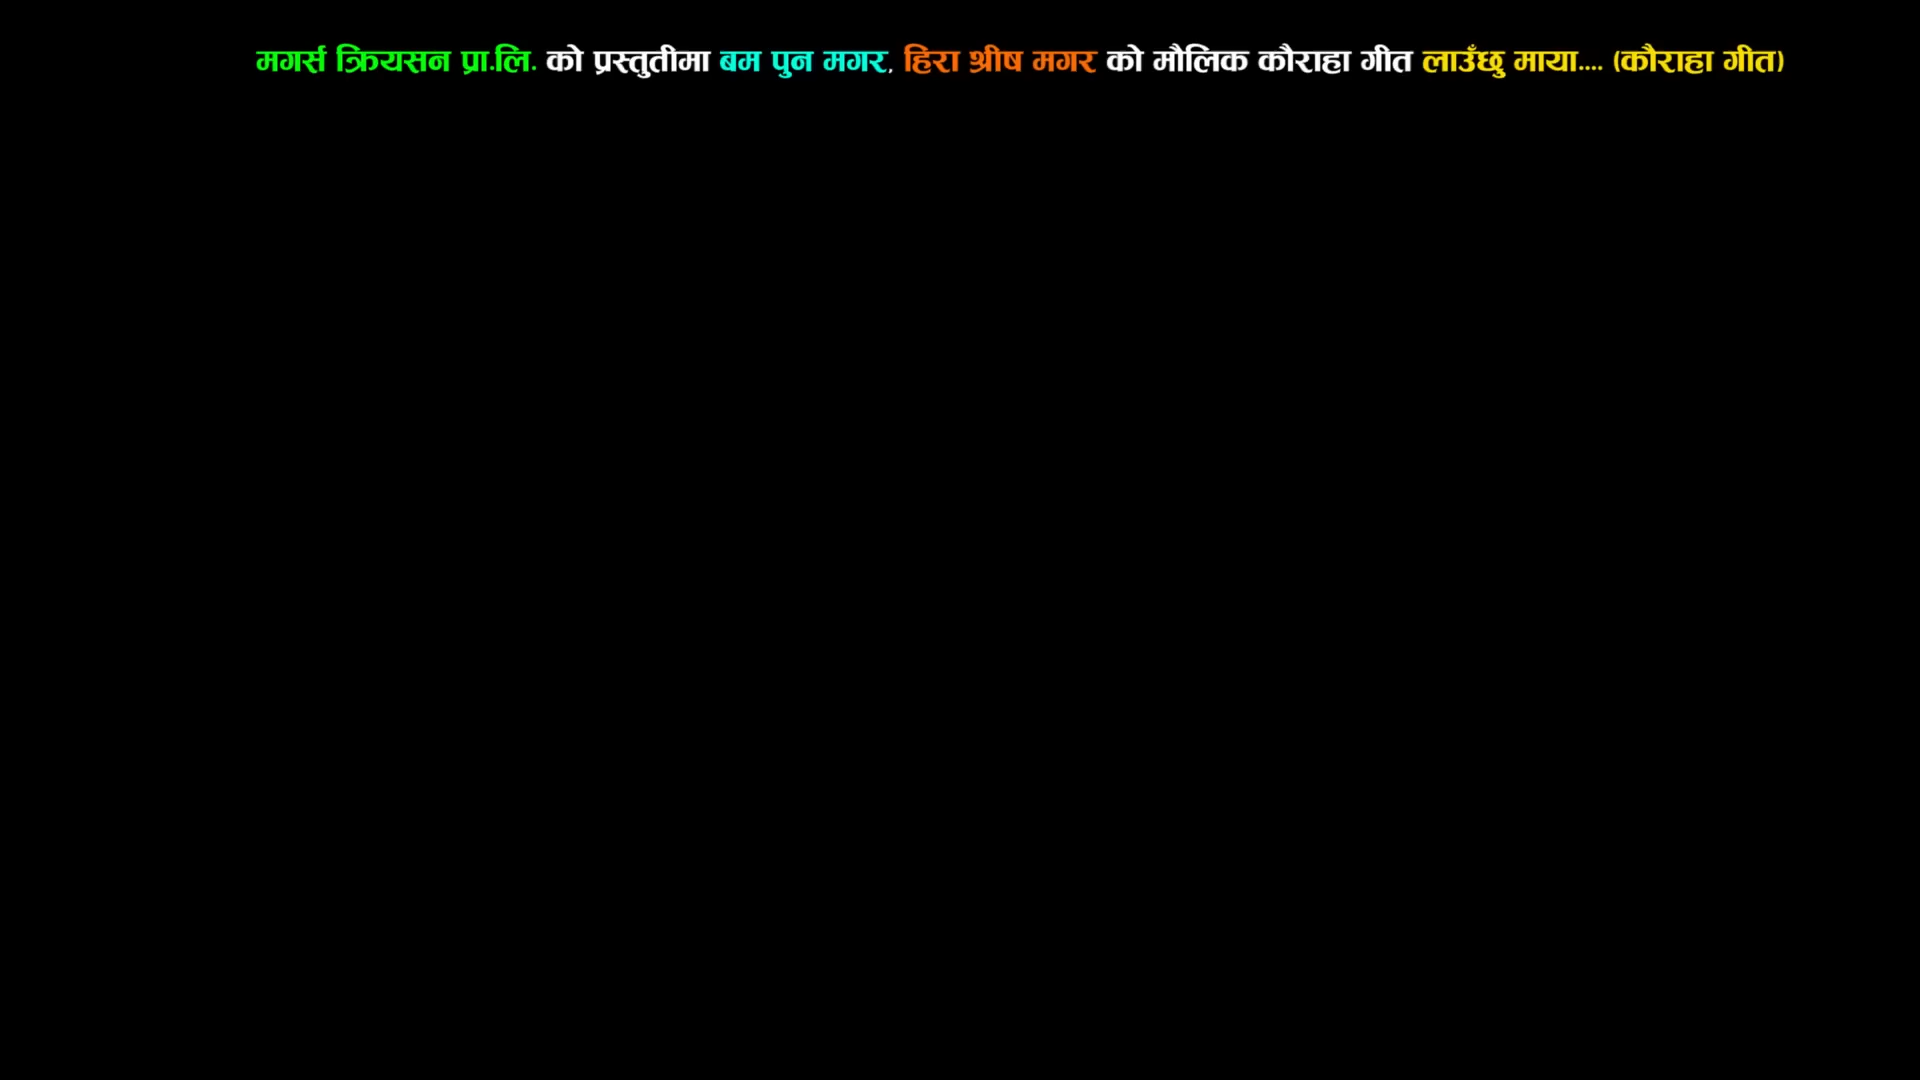 मगर्स क्रियसन प्रा.लि. को प्रस्तुतीमा बम पुन मगर, हिरा श्रीष मगर को मौलिक कौराहा गीत लाउँछु माया.... (कौराहा गीत)